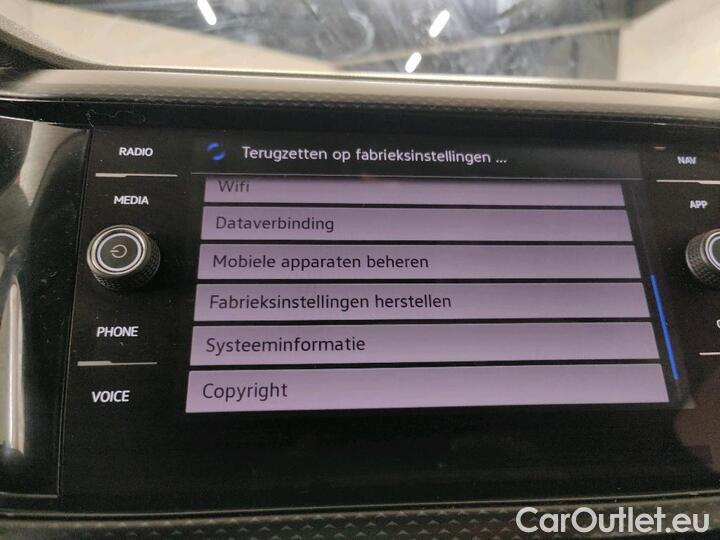 RADIO
MEDIA
PHONE
VOICE
Terugzetten op fabrieksinstellingen ...
Wifi
Dataverbinding
Mobiele apparaten beheren
Fabrieksinstellingen herstellen
Systeeminformatie
Copyright
NAV
APP
CarOutlet.eu